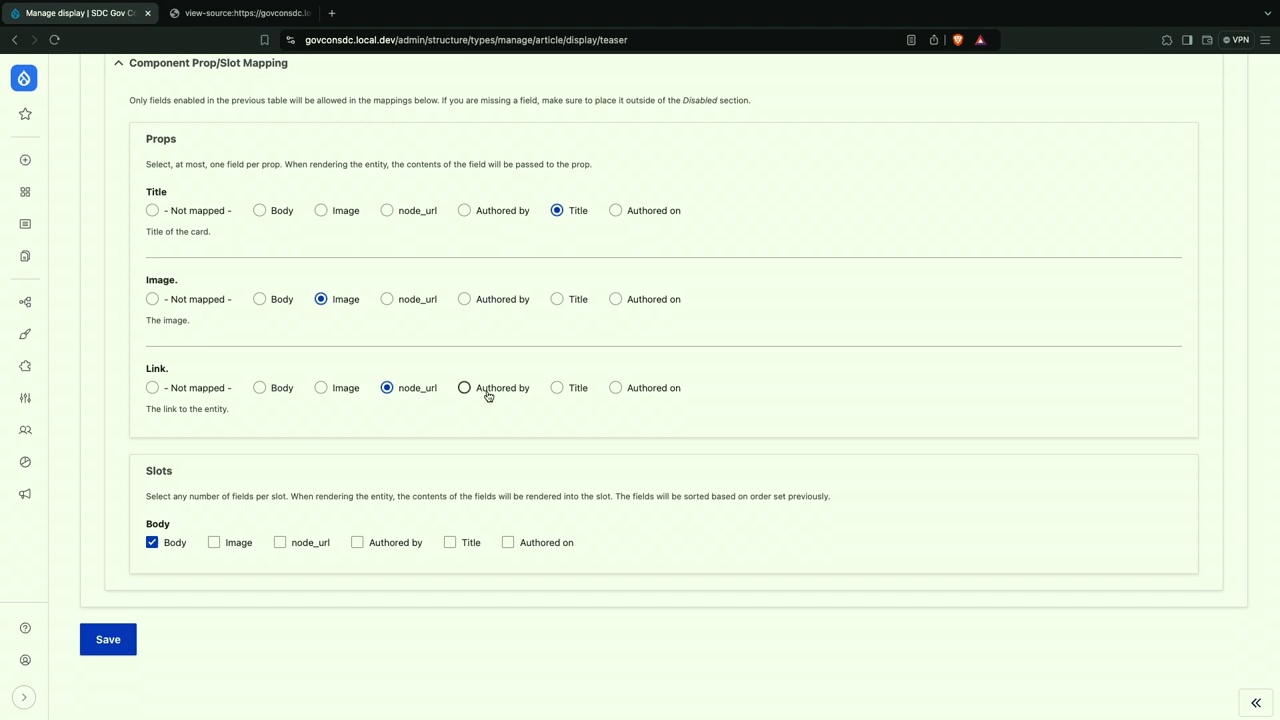 Manage display | SDC Gov C
view-source:https://govconsdc.lo
govconsdc.local.dev/admin/structure/types/manage/article/display/teaser
VPN
Component Prop/Slot Mapping
Only fields enabled in the previous table will be allowed in the mappings below. If you are missing a field, make sure to place it outside of the Disabled section.
Props
Select, at most, one field per prop. When rendering the entity, the contents of the field will be passed to the prop.
Title
- Not mapped - Body Image node_url Authored by Title Authored on
Title of the card.
Image.
- Not mapped - Body Image node_url Authored by Title Authored on
The image.
Link.
- Not mapped - Body Image node_url Authored by Title Authored on
The link to the entity.
Slots
Select any number of fields per slot. When rendering the entity, the contents of the fields will be rendered into the slot. The fields will be sorted based on order set previously.
Body
Body Image node_url Authored by Title Authored on
Save